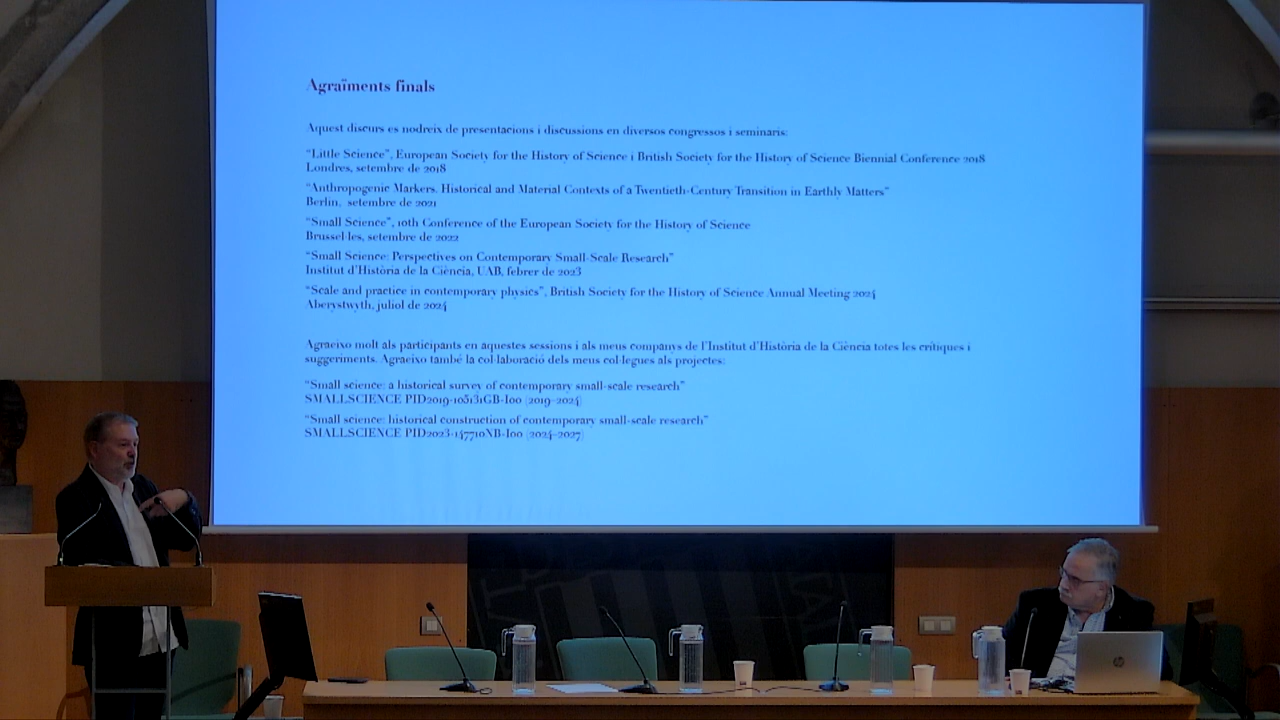 Agraïments finals
Aquest discurs es nodreix de presentacions i discussions en diversos congressos i seminaris:
“Little Science”, European Society for the History of Science i British Society for the History of Science Biennial Conference 2018
Londres, setembre de 2018
“Anthropogenic Markers. Historical and Material Contexts of a Twentieth-Century Transition in Earthly Matters”
Berlin, setembre de 2021
“Small Science”, 10th Conference of the European Society for the History of Science
Brussel·les, setembre de 2022
“Small Science: Perspectives on Contemporary Small-Scale Research”
Institut d’Història de la Ciència, UAB, febrer de 2023
“Scale and practice in contemporary physics”, British Society for the History of Science Annual Meeting 2024
Aberystwyth, juliol de 2024
Agraeixo molt als participants en aquestes sessions i als meus companys de l’Institut d’Història de la Ciència totes les crítiques i
suggeriments. Agraeixo també la col·laboració dels meus col·legues als projectes:
“Small science: a historical survey of contemporary small-scale research”
SMALLSCIENCE PID2019-105131GB-I00 (2019-2024)
“Small science: historical construction of contemporary small-scale research”
SMALLSCIENCE PID2023-147710NB-I00 (2024-2027)
hp